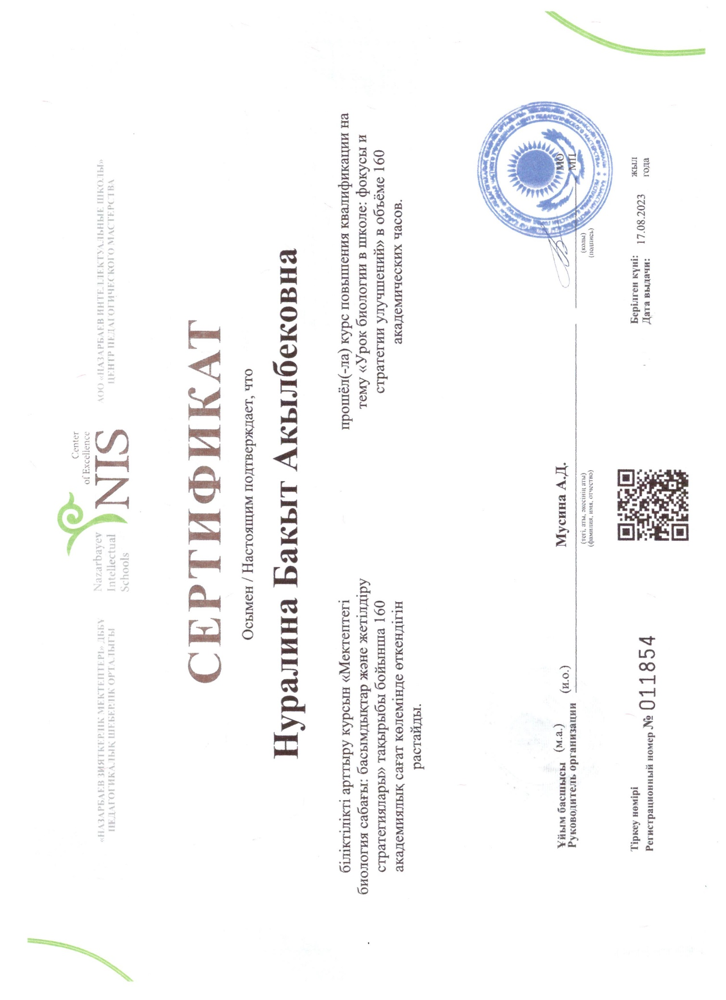 «НАЗАРБАЕВ ЗИЯТКЕРЛІК МЕКТЕПТЕРІ» ДББҰ
ПЕДАГОГИКАЛЫҚ ШЕБЕРЛІК ОРТАЛЫҒЫ
Nazarbayev
Intellectual
Schools
Center
of Excellence
NIS
АОО «НАЗАРБАЕВ ИНТЕЛЛЕКТУАЛЬНЫЕ ШКОЛЫ»
ЦЕНТР ПЕДАГОГИЧЕСКОГО МАСТЕРСТВА
СЕРТИФИКАТ
Осымен / Настоящим подтверждает, что
Нуралина Бакыт Акылбековна
біліктілікті арттыру курсын «Мектептегі
биология сабағы: басымдықтар және жетілдіру
стратегиялары» тақырыбы бойынша 160
академиялық сағат көлемінде өткендігін
растайды.
прошёл(-ла) курс повышения квалификации на
тему «Урок биологии в школе: фокусы и
стратегии улучшений» в объёме 160
академических часов.
Ұйым басшысы (м.а.)
Руководитель организации (и.о.)
Мусина А.Д.
(тегі, аты, әкесінің аты)
(фамилия, имя, отчество)
(қолы)
(подпись)
МО
МП
Тіркеу нөмірі
Регистрационный номер № 0111854
Берілген күні:
Дата выдачи:
17.08.2023
жыл
года